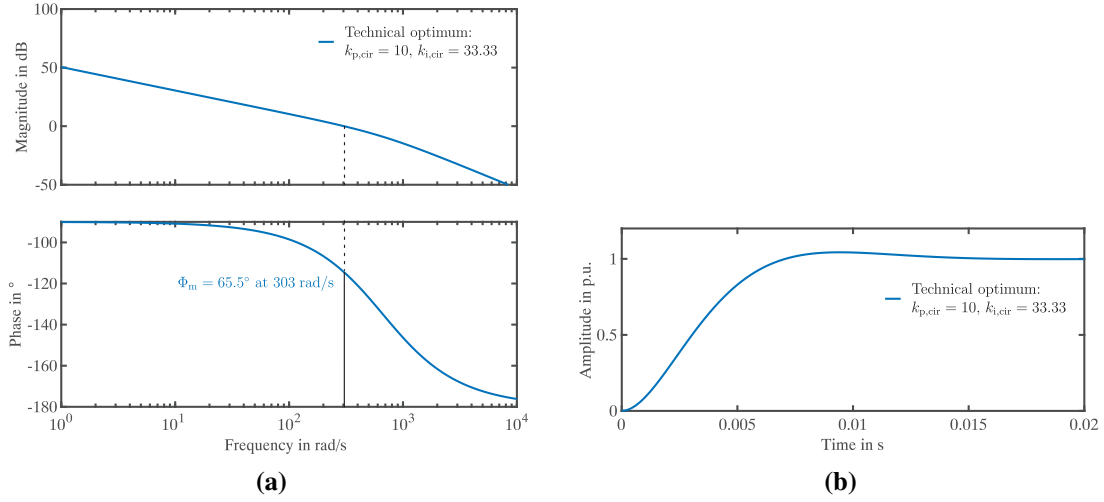 100
50
0
-50
Magnitude in dB
Technical optimum:
k_p,cir = 10, k_i,cir = 33.33
-100
-120
-140
-160
-180
Phase in °
Φ_m = 65.5° at 303 rad/s
10^0
10^1
10^2
10^3
10^4
Frequency in rad/s
(a)
1
0.5
0
Amplitude in p.u.
Technical optimum:
k_p,cir = 10, k_i,cir = 33.33
0
0.005
0.01
0.015
0.02
Time in s
(b)